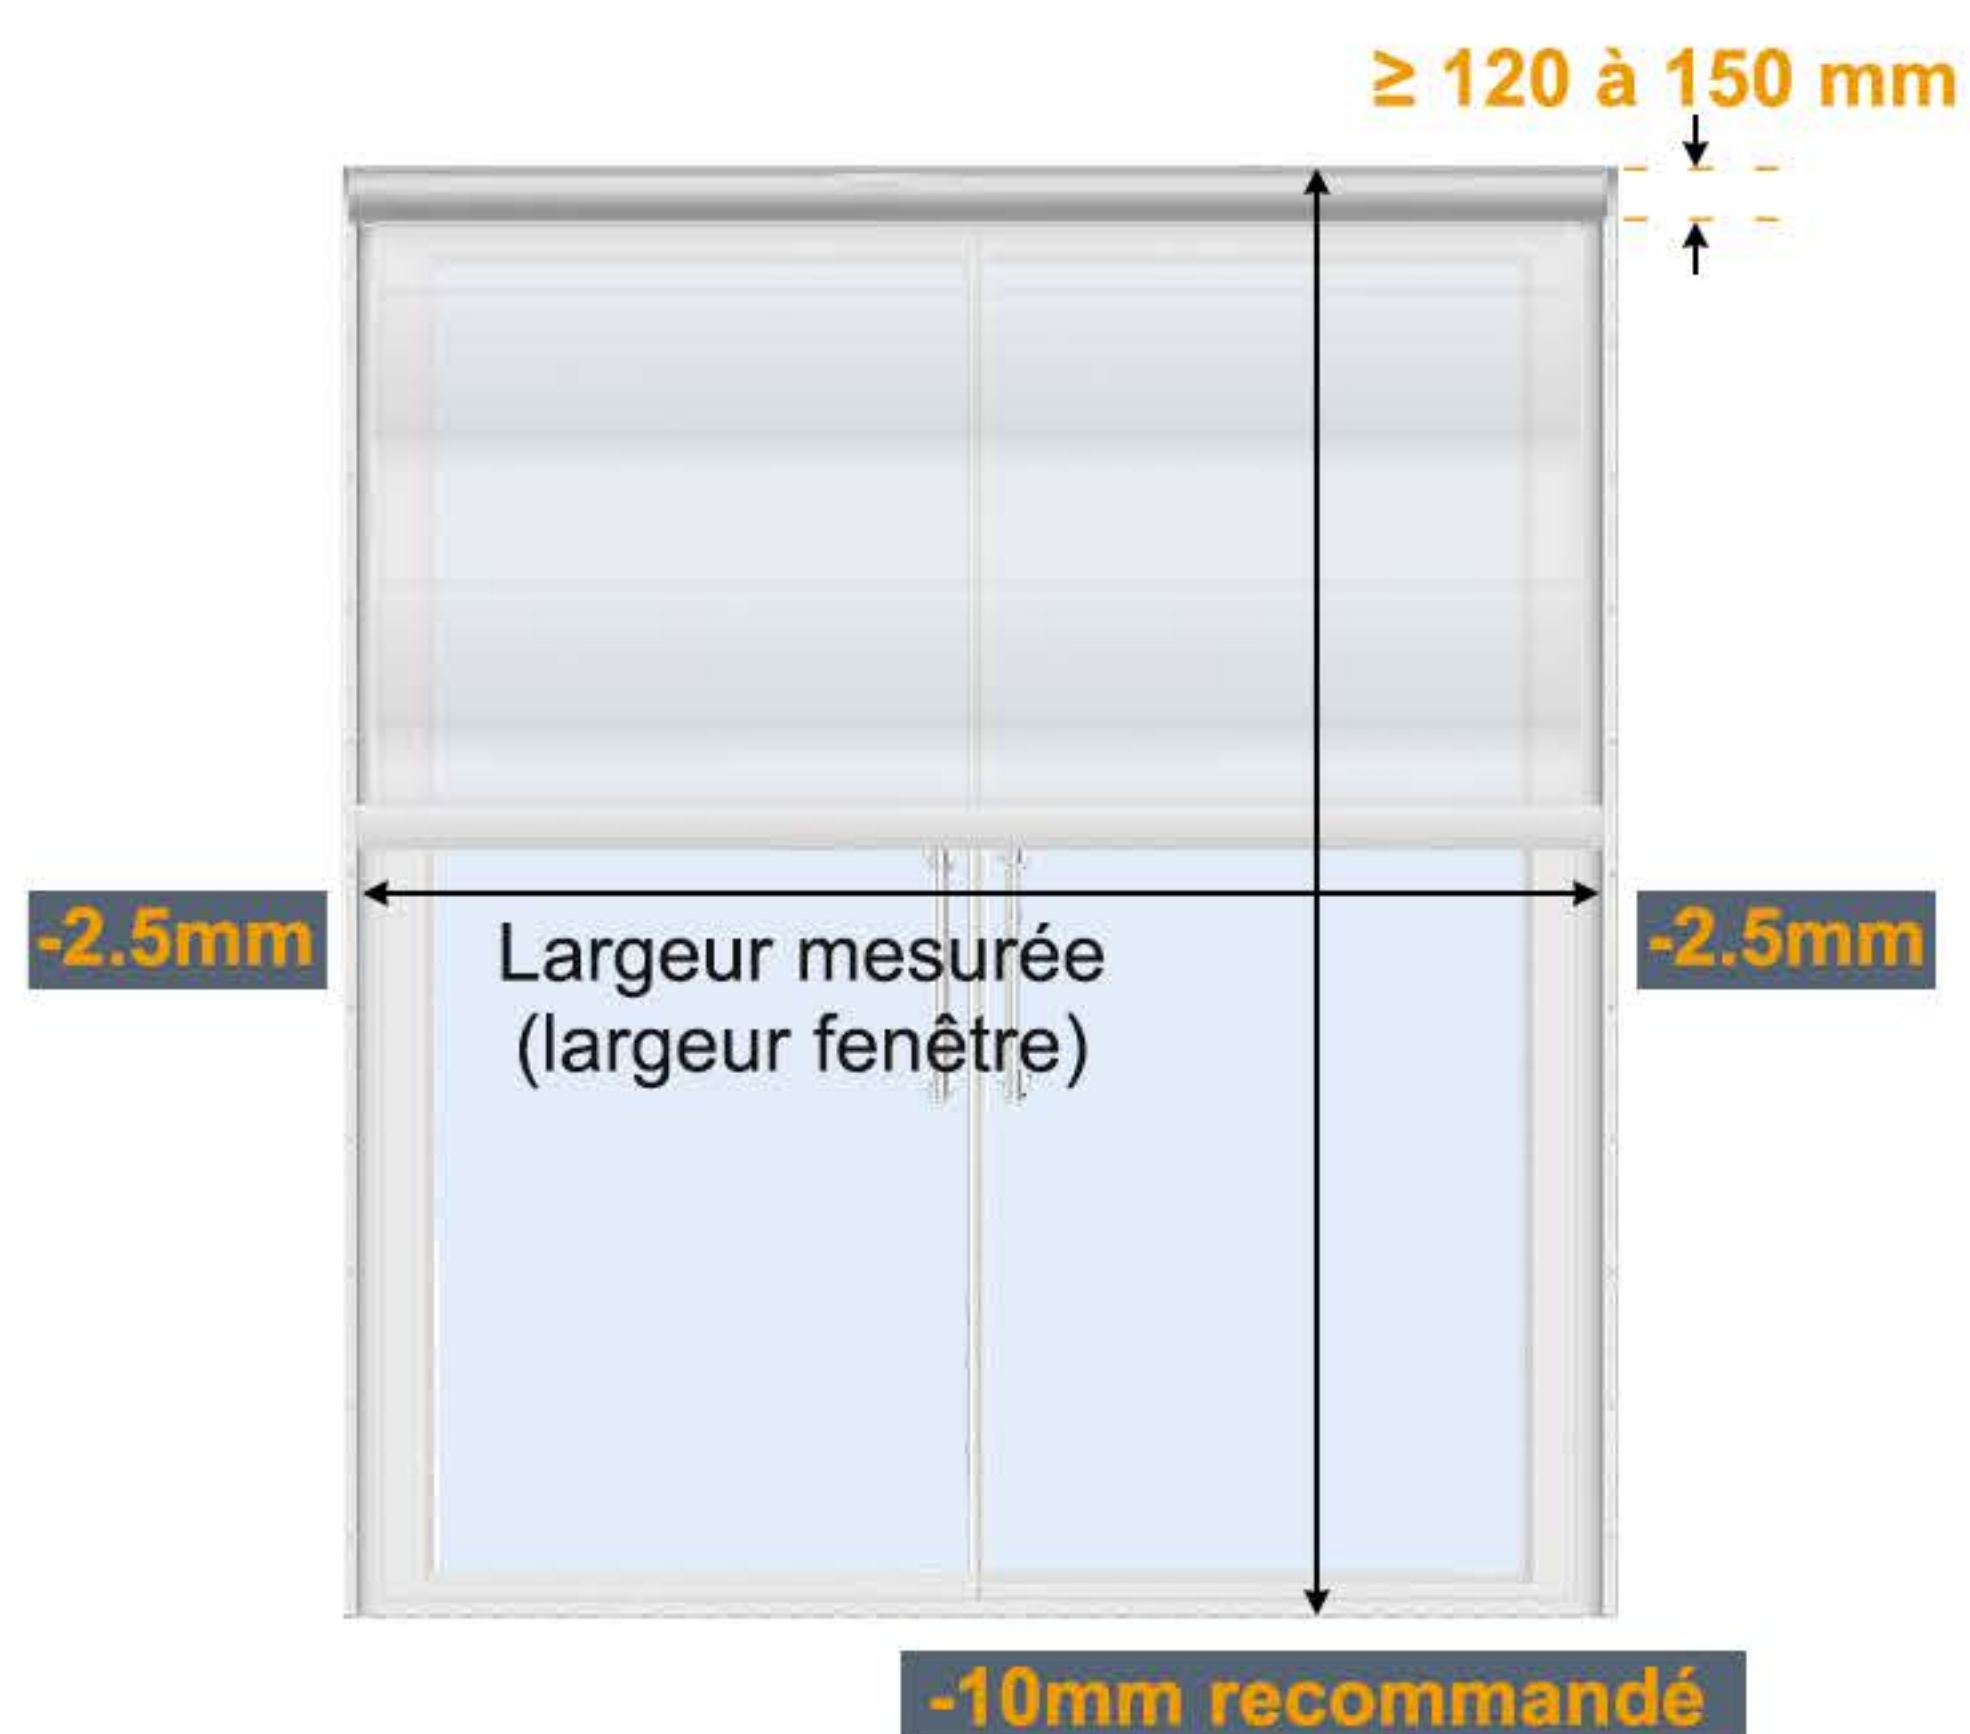 ≥ 120 à 150 mm
-2.5mm
Largeur mesurée
(largeur fenêtre)
-2.5mm
-10mm recommandé